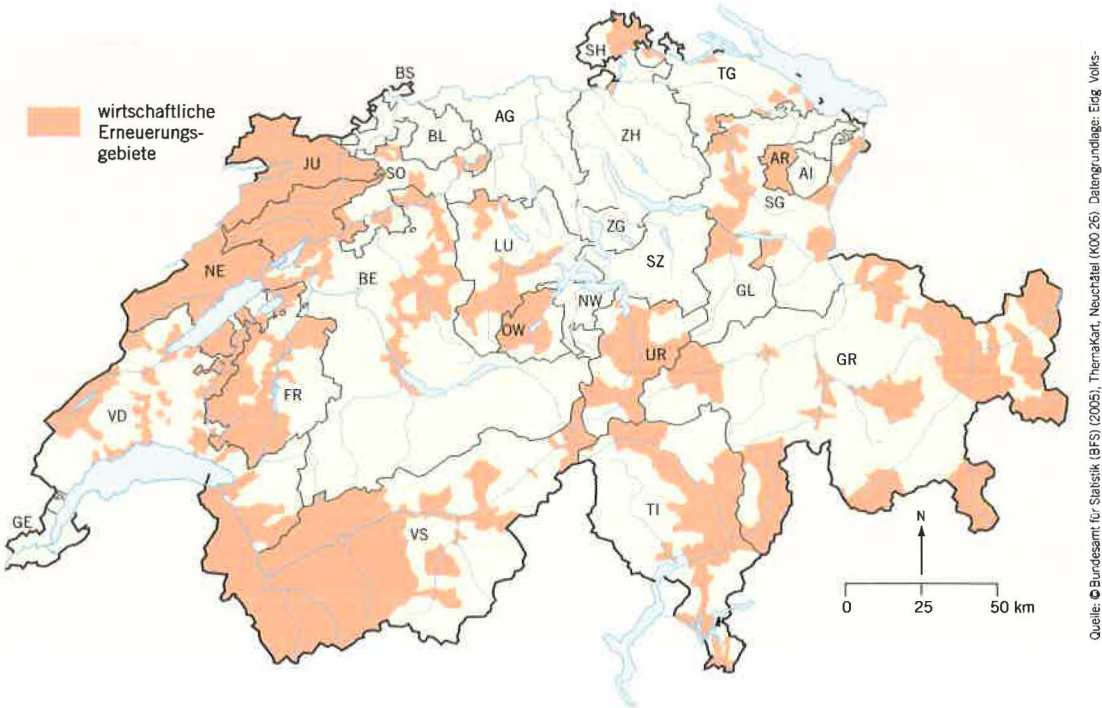 wirtschaftliche
Erneuerungs-
gebiete
SH
BS
TG
AG
BL
ZH
JU
SO
AR
AI
SG
ZG
LU
NE
BE
SZ
NW
GL
OW
UR
GR
FR
VD
TI
GE
VS
N
0 25 50 km
Quelle: ©Bundesamt für Statistik (BFS) (2005), ThemaKart, Neuchâtel (K00.26). Datengrundlage: Eidg Volks-